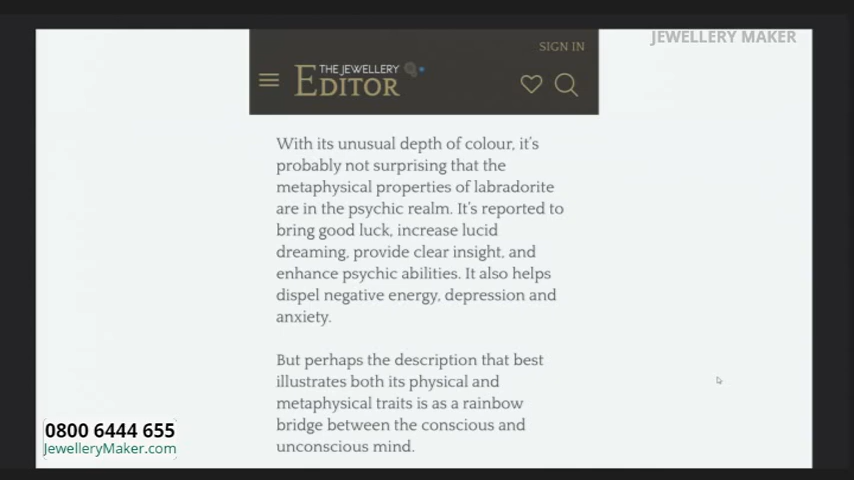 JEWELLERY MAKER
SIGN IN
THE JEWELLERY
EDITOR
With its unusual depth of colour, it's
probably not surprising that the
metaphysical properties of labradorite
are in the psychic realm. It's reported to
bring good luck, increase lucid
dreaming, provide clear insight, and
enhance psychic abilities. It also helps
dispel negative energy, depression and
anxiety.
But perhaps the description that best
illustrates both its physical and
metaphysical traits is as a rainbow
bridge between the conscious and
unconscious mind.
0800 6444 655
JewelleryMaker.com